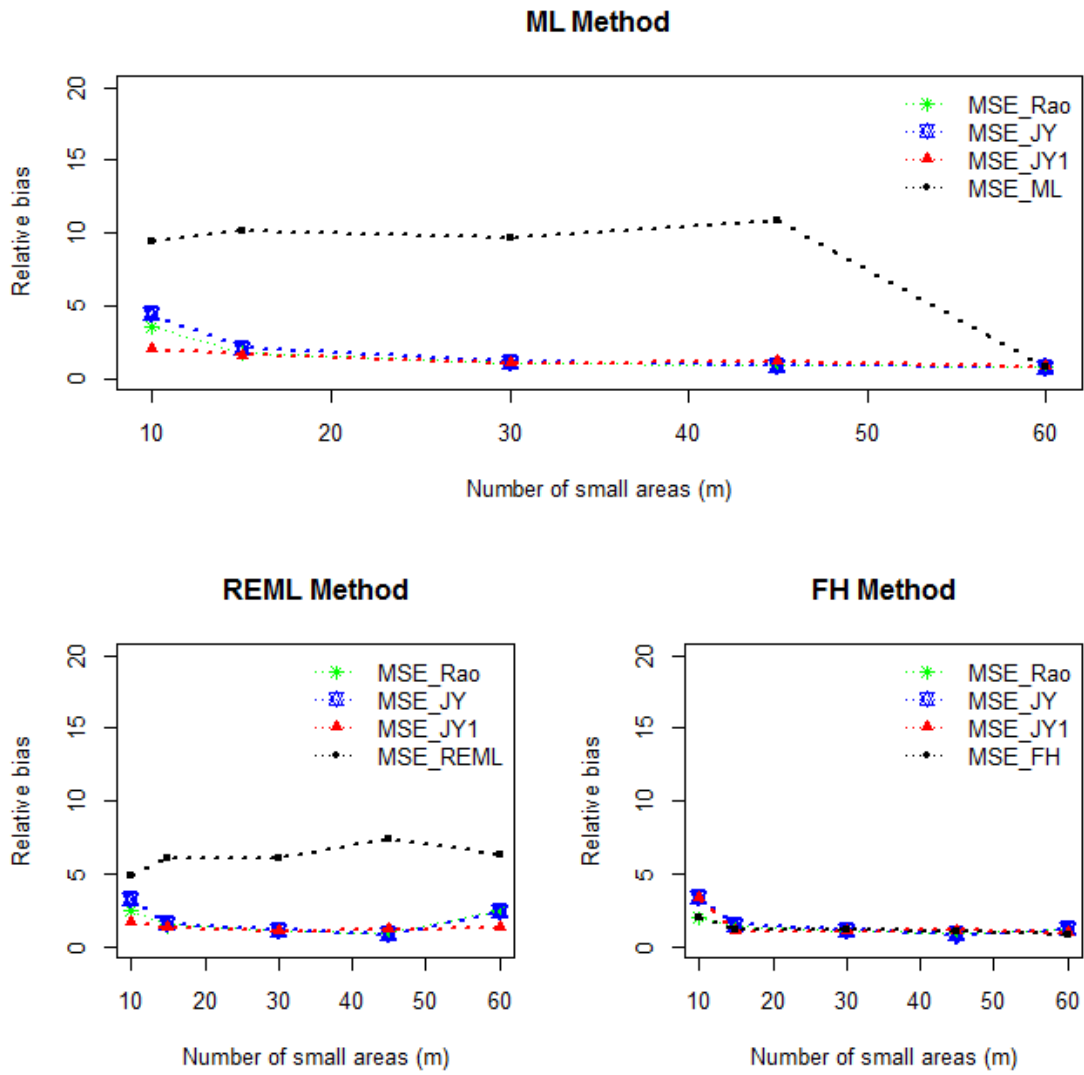 ML Method
Relative bias
20
15
10
5
0
MSE_Rao
MSE_JY
MSE_JY1
MSE_ML
10 20 30 40 50 60
Number of small areas (m)
REML Method
Relative bias
20
15
10
5
0
MSE_Rao
MSE_JY
MSE_JY1
MSE_REML
10 20 30 40 50 60
Number of small areas (m)
FH Method
Relative bias
20
15
10
5
0
MSE_Rao
MSE_JY
MSE_JY1
MSE_FH
10 20 30 40 50 60
Number of small areas (m)